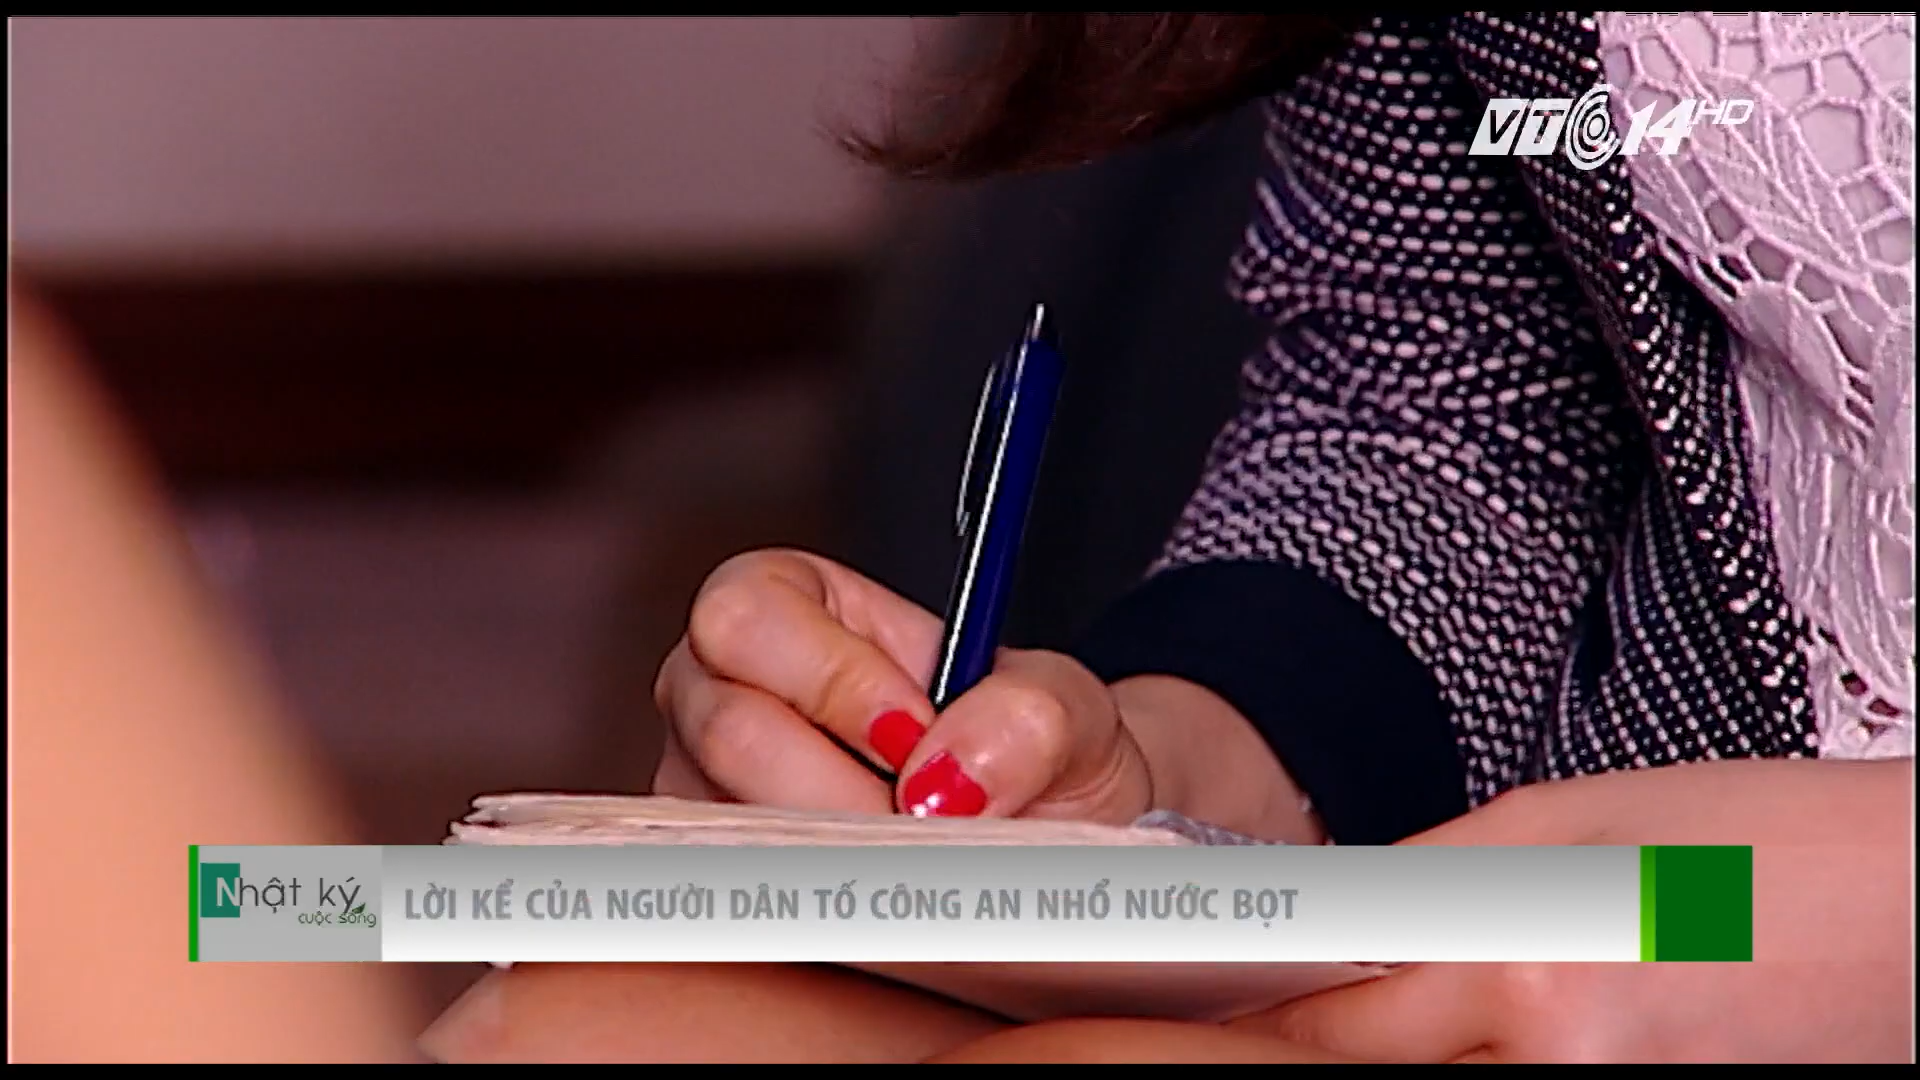 VTC14 HD
Nhật ký
cuộc sống
LỜI KỂ CỦA NGƯỜI DÂN TỐ CÔNG AN NHỔ NƯỚC BỌT